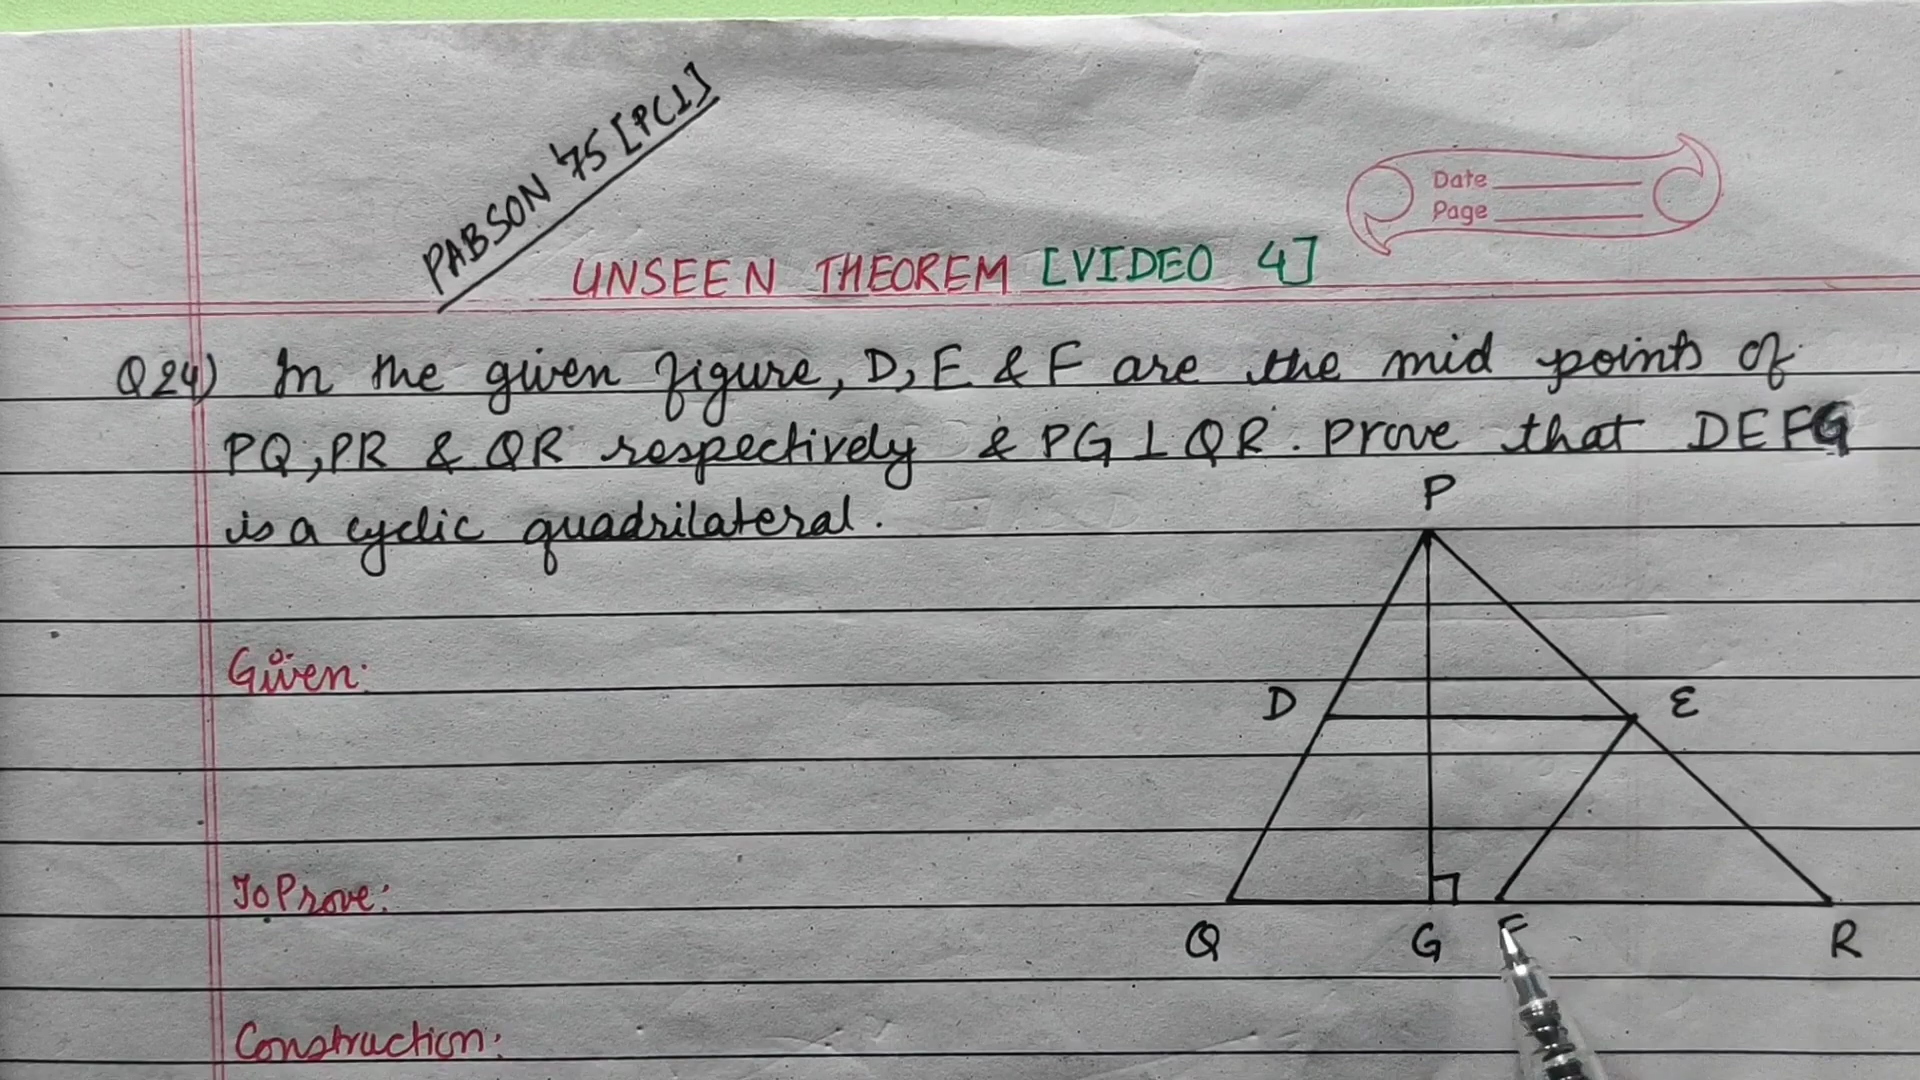 PABSON '75 [PCL]
Date
Page
UNSEEN THEOREM [VIDEO 4]
Q24) In the given figure, D, E & F are the mid points of
PQ, PR & QR respectively & PG ⊥ QR. Prove that DEFG
is a cyclic quadrilateral.
P
Given:
D E
To Prove:
Q G F R
Construction: